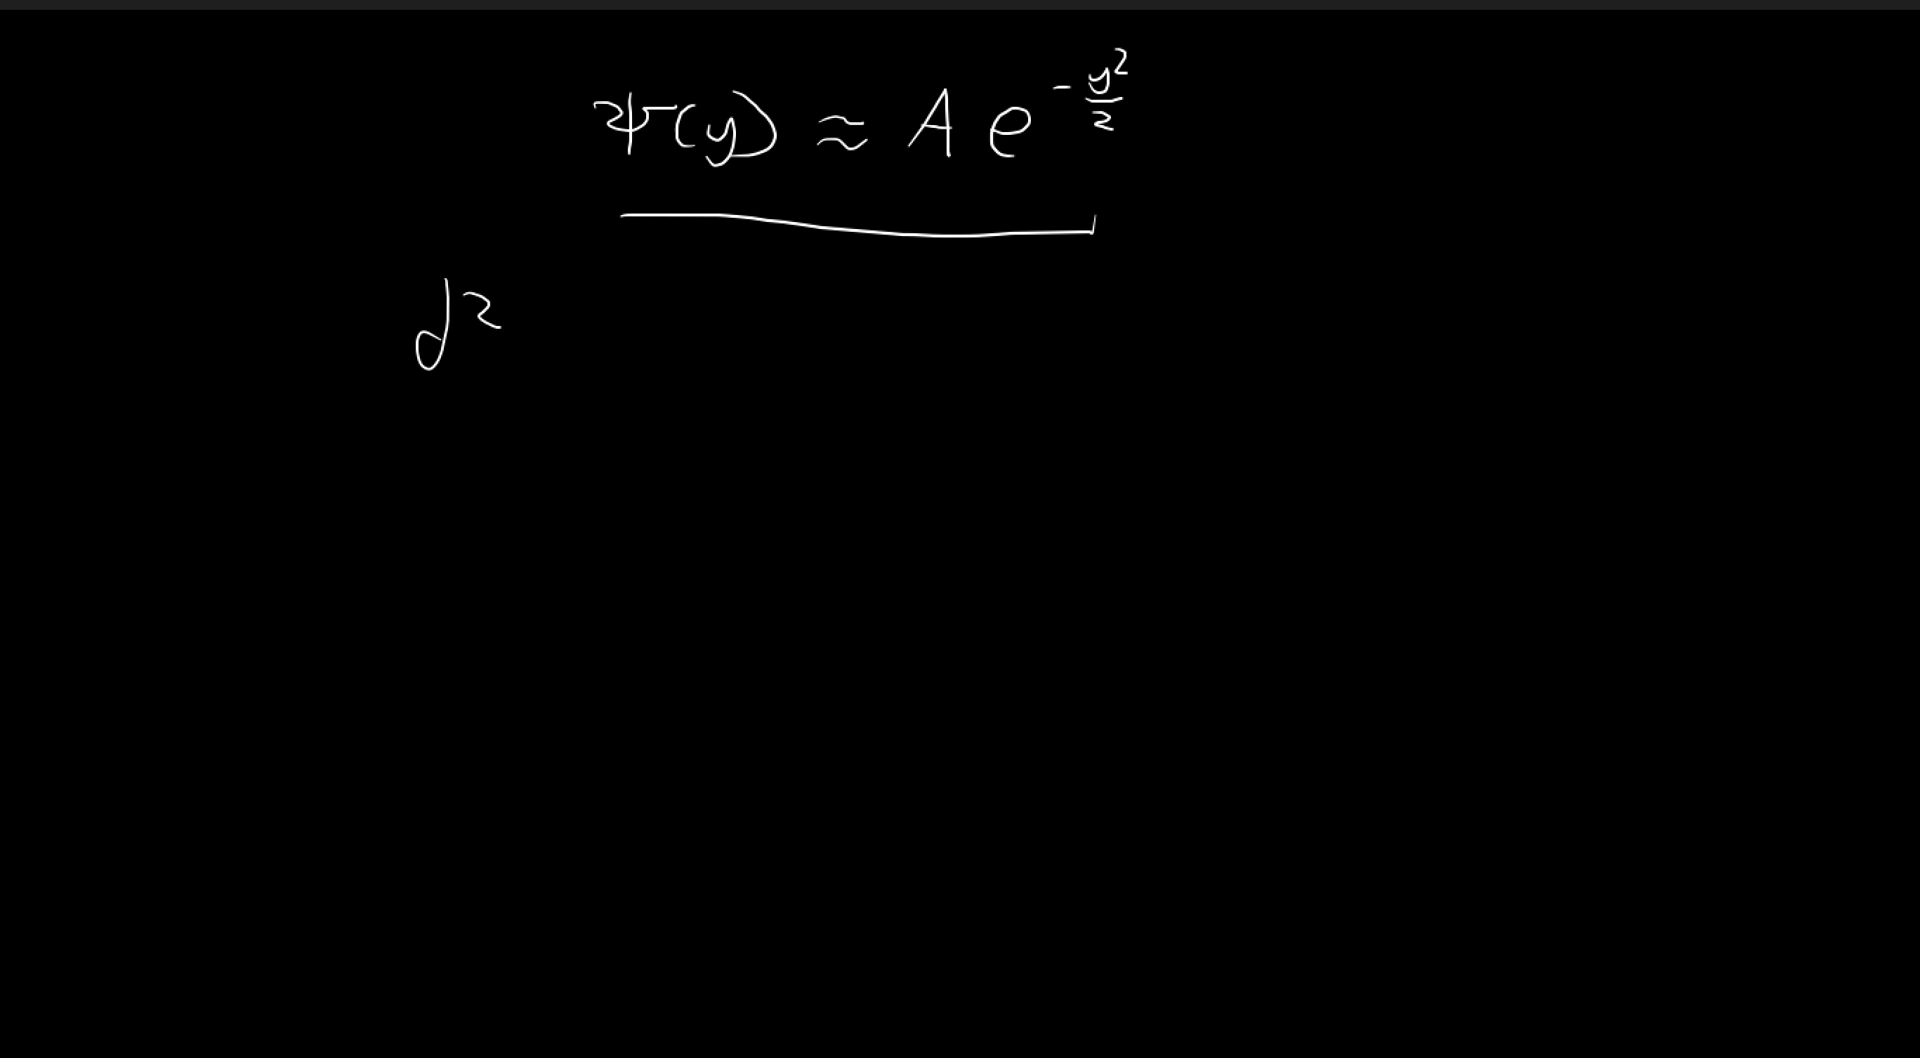 ψ(y) ≈ A e^{-y²/2}
d²